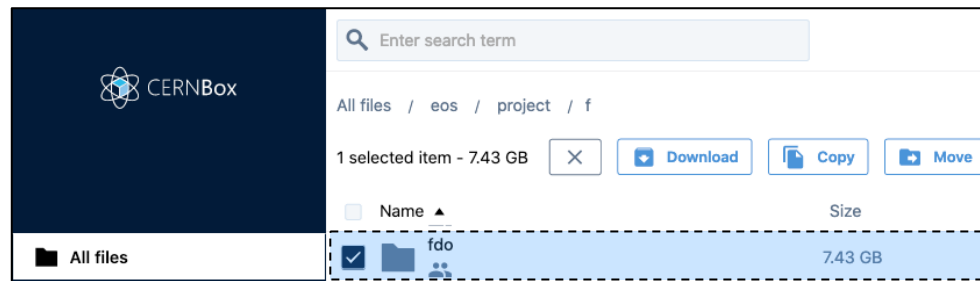 Enter search term
CERNBox
All files / eos / project / f
1 selected item - 7.43 GB Download Copy Move
Name Size
All files
fdo 7.43 GB